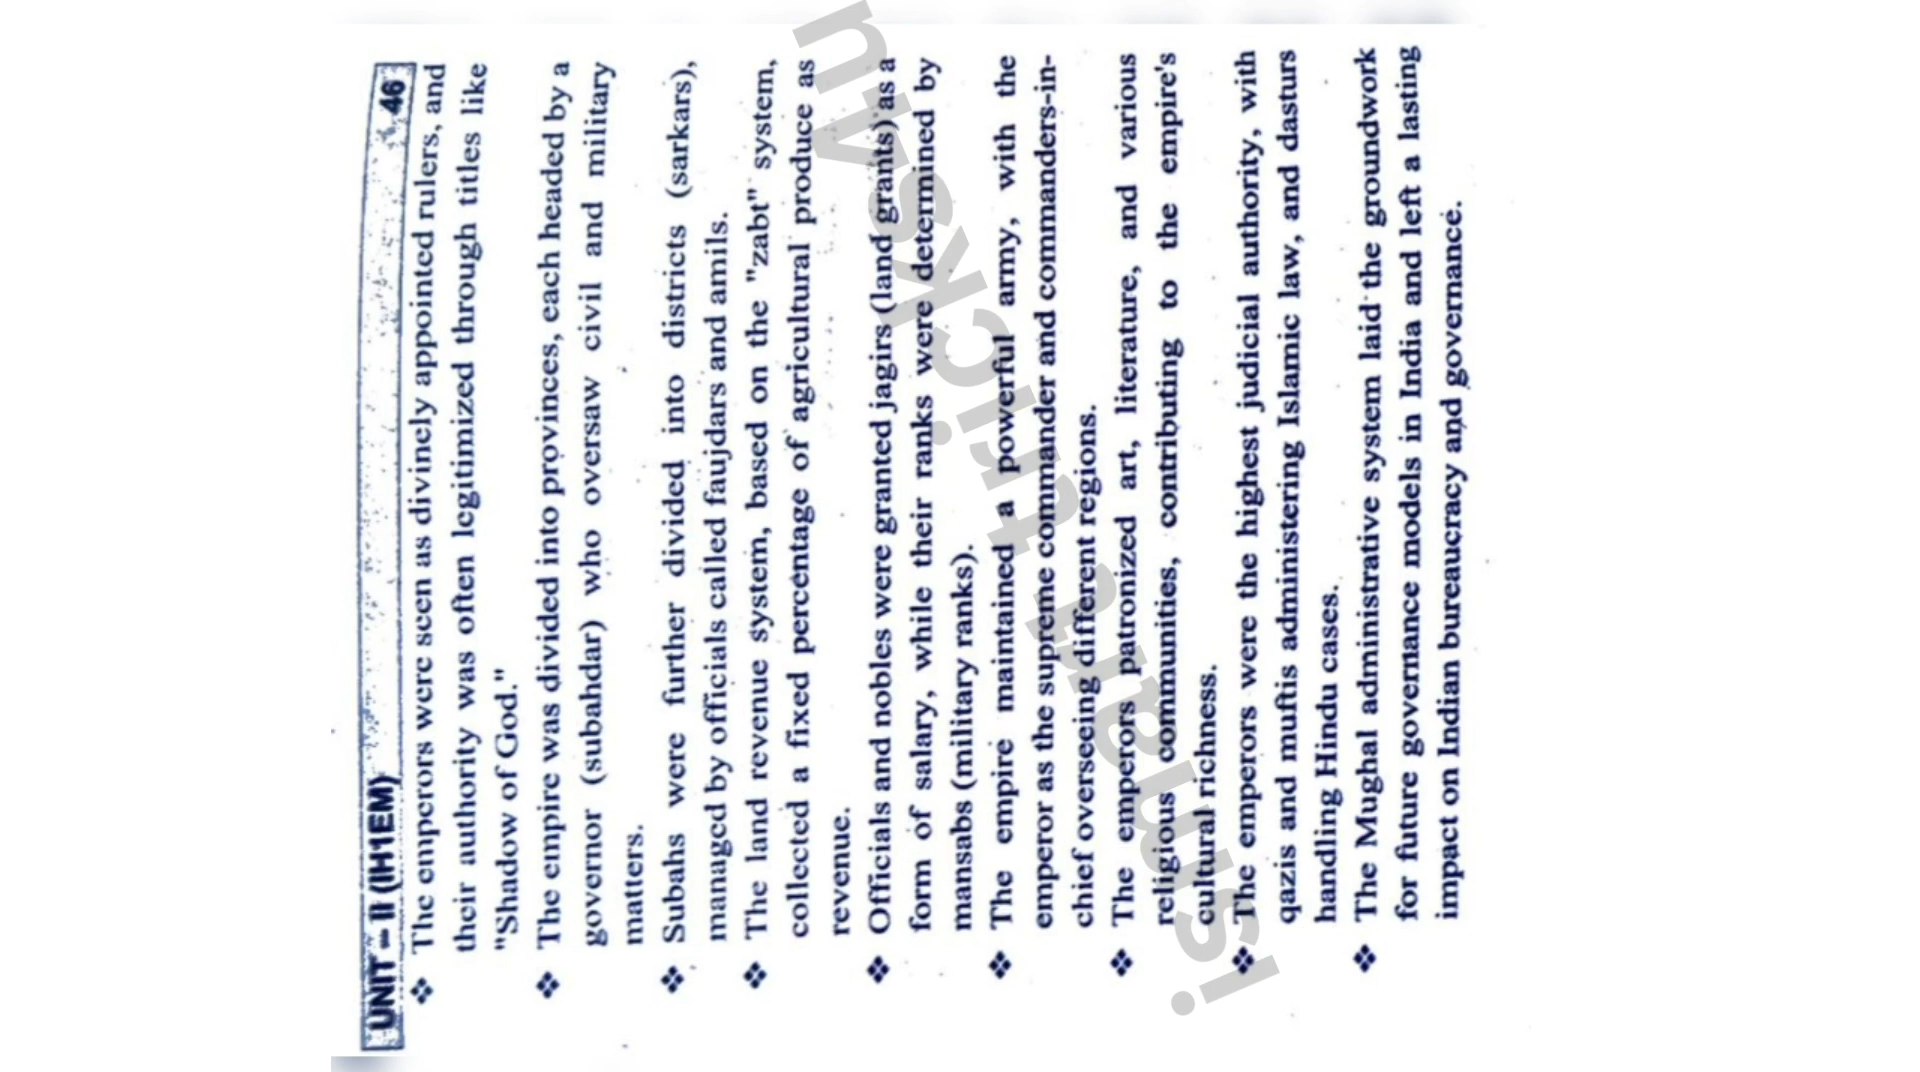 UNIT – II (IH1EM) 46
❖ The emperors were seen as divinely appointed rulers, and
their authority was often legitimized through titles like
"Shadow of God."
❖ The empire was divided into provinces, each headed by a
governor (subahdar) who oversaw civil and military
matters.
❖ Subahs were further divided into districts (sarkars),
managed by officials called faujdars and amils.
❖ The land revenue system, based on the "zabt" system,
collected a fixed percentage of agricultural produce as
revenue.
❖ Officials and nobles were granted jagirs (land grants) as a
form of salary, while their ranks were determined by
mansabs (military ranks).
❖ The empire maintained a powerful army, with the
emperor as the supreme commander and commanders-in-
chief overseeing different regions.
❖ The emperors patronized art, literature, and various
religious communities, contributing to the empire's
cultural richness.
❖ The emperors were the highest judicial authority, with
qazis and muftis administering Islamic law, and dasturs
handling Hindu cases.
❖ The Mughal administrative system laid the groundwork
for future governance models in India and left a lasting
impact on Indian bureaucracy and governance.